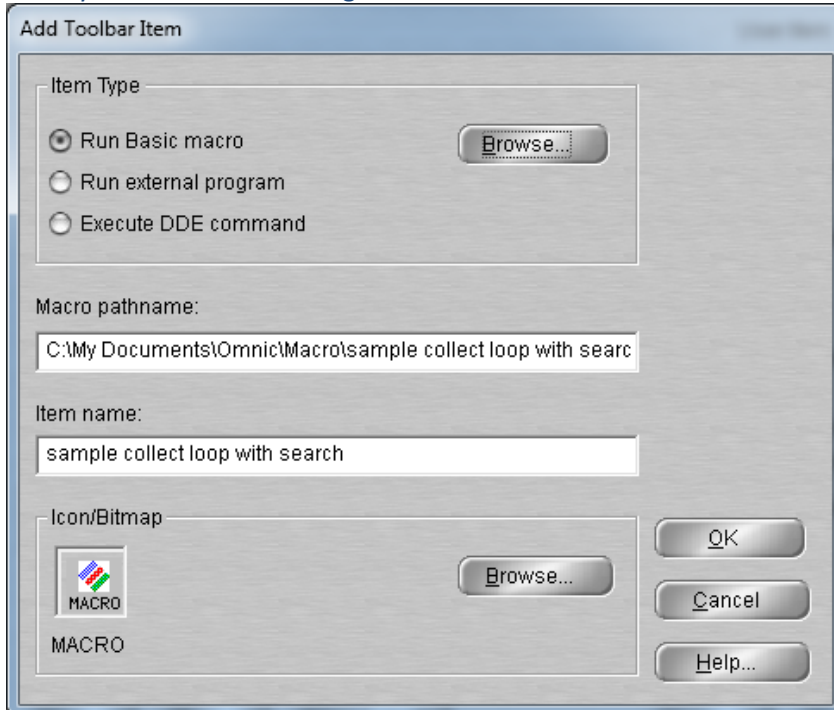 Add Toolbar Item
Item Type
Run Basic macro
Browse...
Run external program
Execute DDE command
Macro pathname:
C:\My Documents\Omnic\Macro\sample collect loop with searc
Item name:
sample collect loop with search
Icon/Bitmap
MACRO
Browse...
MACRO
OK
Cancel
Help...